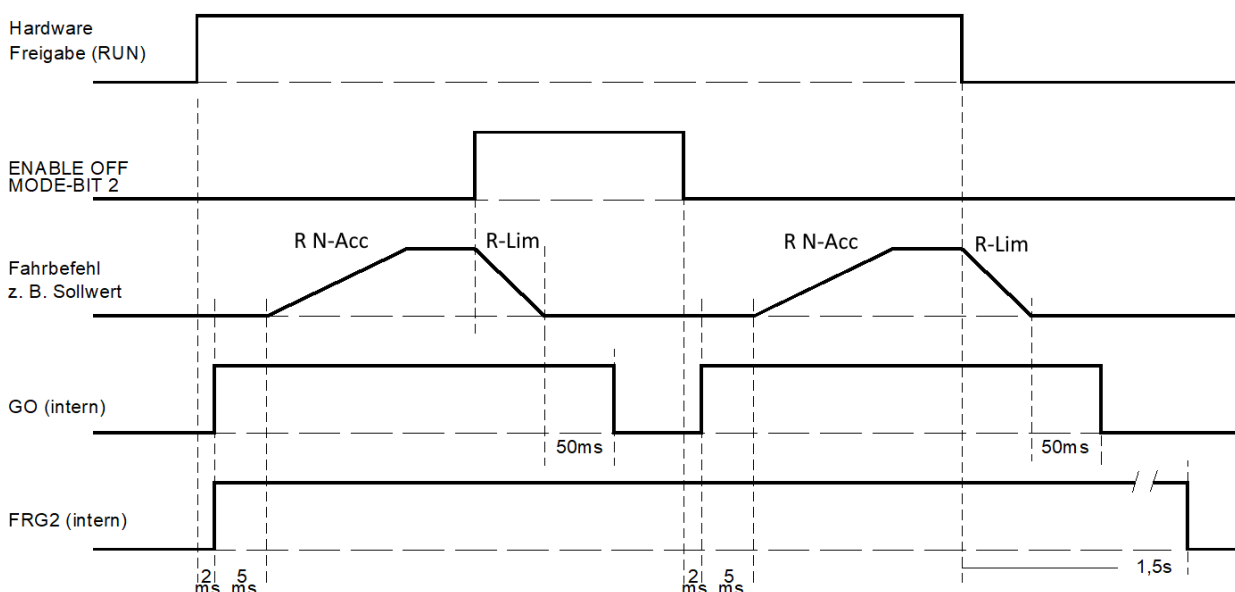 Hardware
Freigabe (RUN)
ENABLE OFF
MODE-BIT 2
R N-Acc
R-Lim
R N-Acc
R-Lim
Fahrbefehl
z. B. Sollwert
GO (intern)
50ms
50ms
FRG2 (intern)
1,5s
2
ms
5
ms
2
ms
5
ms